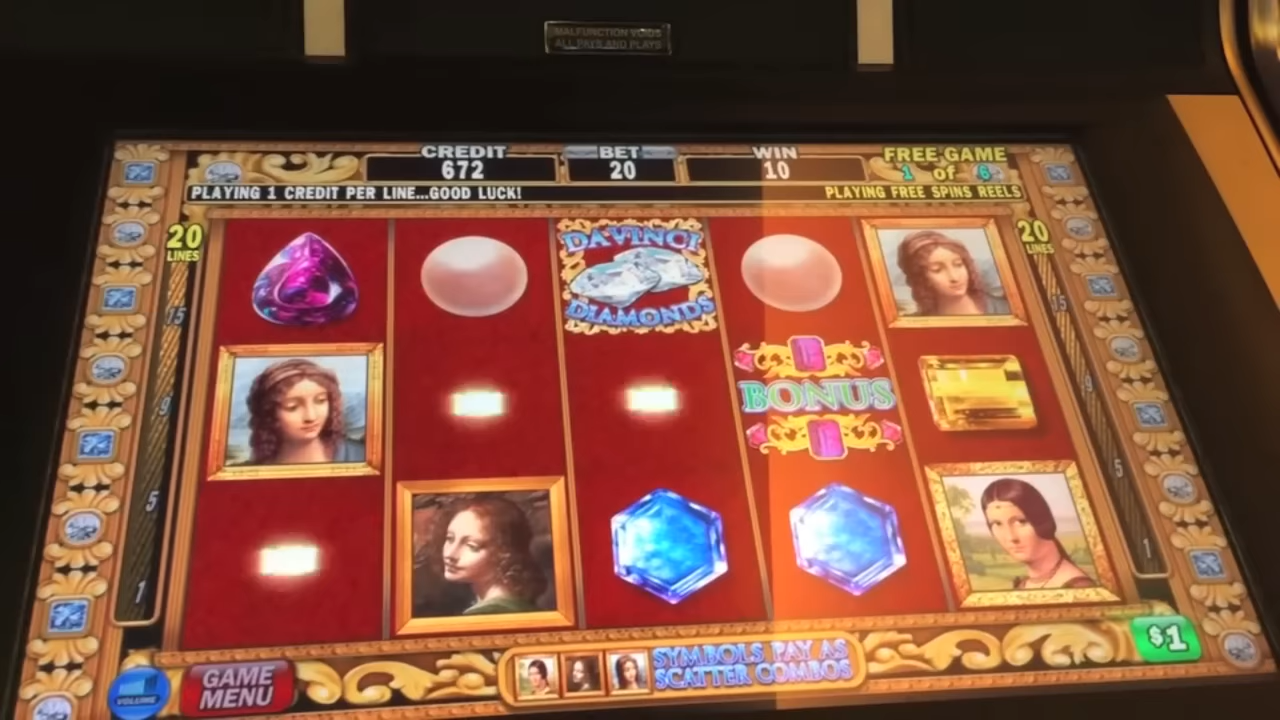 MALFUNCTION VOIDS
ALL PAYS AND PLAYS
CREDIT
672
BET
20
WIN
10
FREE GAME
1 of 6
PLAYING 1 CREDIT PER LINE...GOOD LUCK!
PLAYING FREE SPINS REELS
20
LINES
20
LINES
DA VINCI
DIAMONDS
15
15
BONUS
9
9
5
5
1
1
SYMBOLS PAY AS
SCATTER COMBOS
$1
VOLUME
GAME
MENU